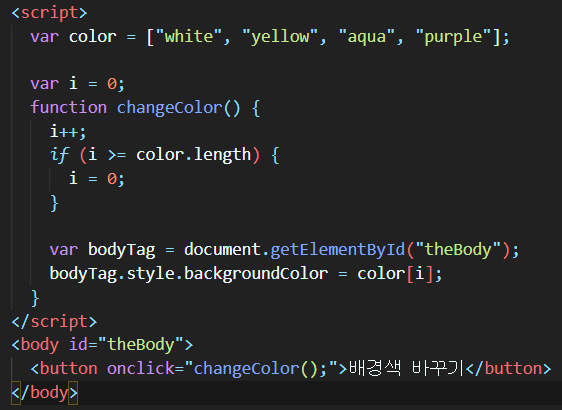 <script>
var color = ["white", "yellow", "aqua", "purple"];
var i = 0;
function changeColor() {
i++;
if (i >= color.length) {
i = 0;
}
var bodyTag = document.getElementById("theBody");
bodyTag.style.backgroundColor = color[i];
}
</script>
<body id="theBody">
<button onclick="changeColor();">배경색 바꾸기</button>
</body>